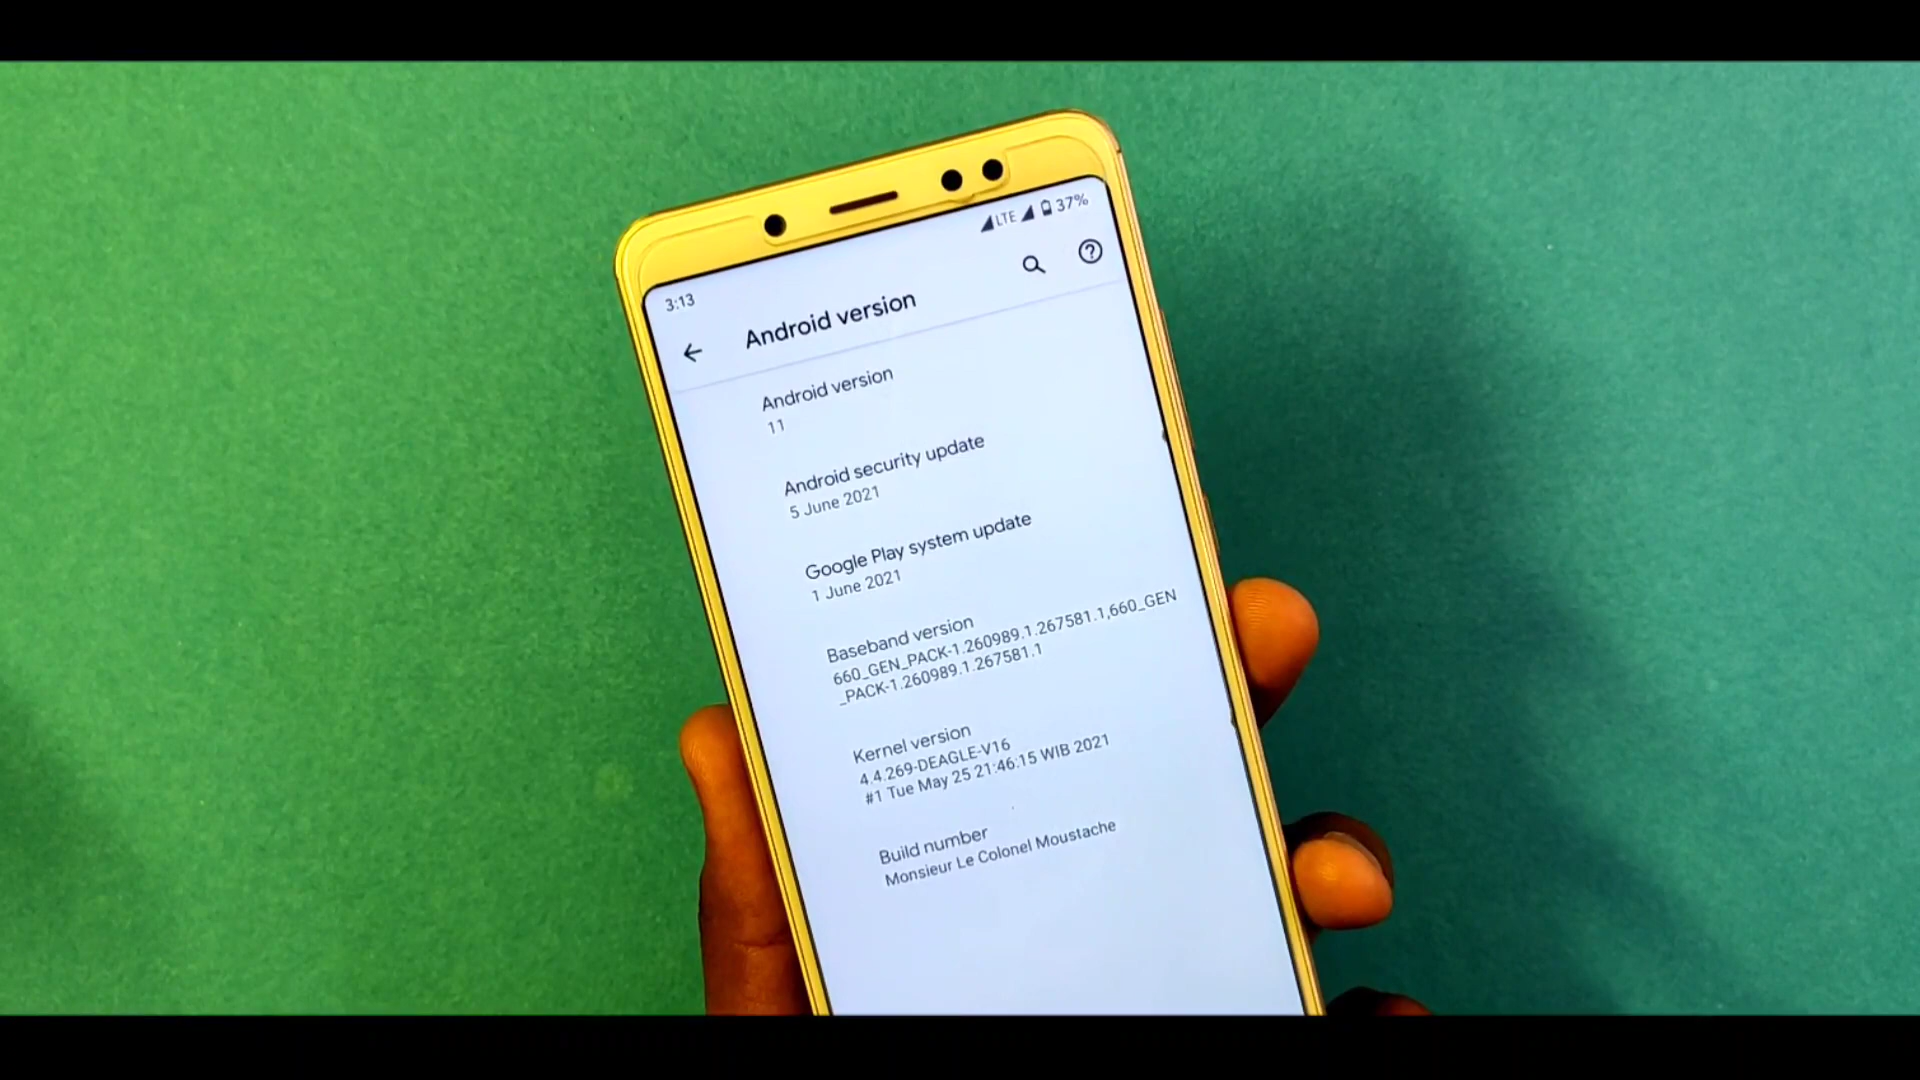 LTE 37%
3:13
Android version
Android version
11
Android security update
5 June 2021
Google Play system update
1 June 2021
Baseband version
660_GEN_PACK-1.260989.1.267581.1,660_GEN
_PACK-1.260989.1.267581.1
Kernel version
4.4.269-DEAGLE-V16
#1 Tue May 25 21:46:15 WIB 2021
Build number
Monsieur Le Colonel Moustache